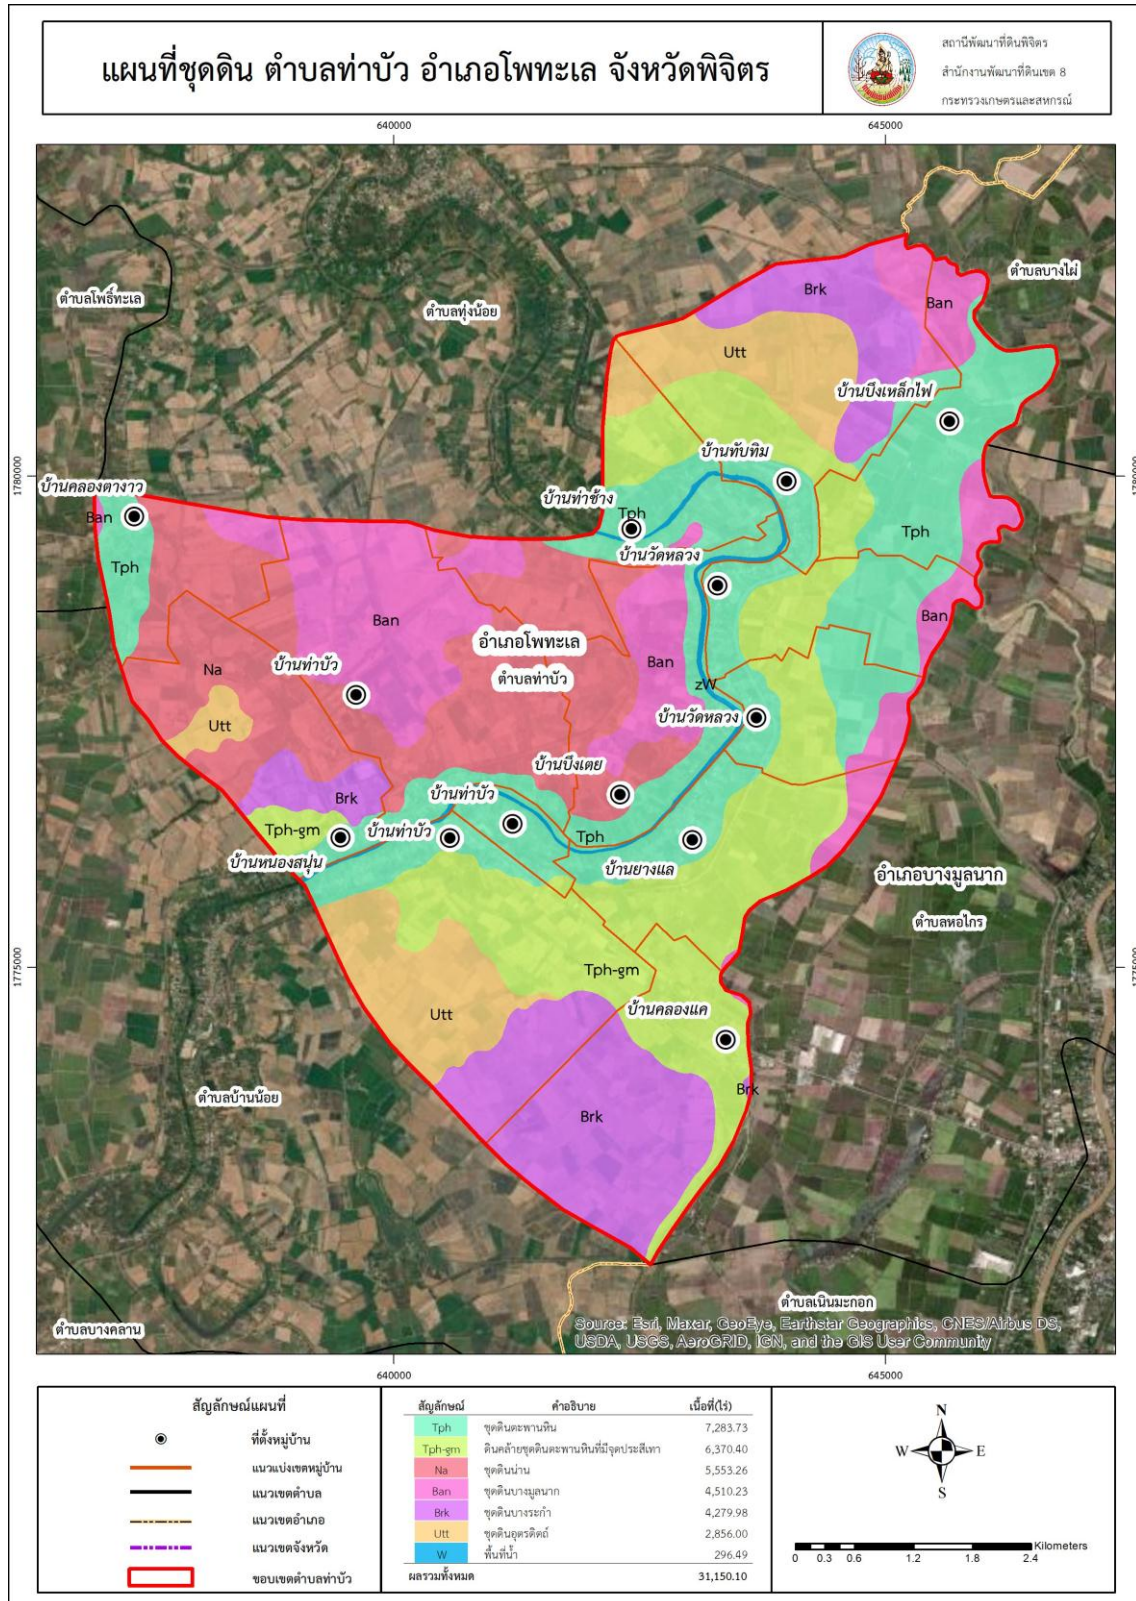 แผนที่ชุดดิน ตำบลท่าบัว อำเภอโพทะเล จังหวัดพิจิตร
สถานีพัฒนาที่ดินพิจิตร
สำนักงานพัฒนาที่ดินเขต 8
กระทรวงเกษตรและสหกรณ์
640000
645000
ตำบลบางไผ่
ตำบลโพธิ์ทะเล
ตำบลทุ่งน้อย
Brk
Ban
Utt
บ้านบึงเหล็กไฟ
บ้านทับทิม
1780000
1780000
บ้านคลองตางาว
บ้านท่าช้าง
Ban
Tph
Tph
บ้านวัดหลวง
Tph
Ban
Ban
อำเภอโพทะเล
Na
Ban
ตำบลท่าบัว
zW
บ้านท่าบัว
บ้านวัดหลวง
Utt
บ้านบึงเตย
Brk
บ้านท่าบัว
Tph-gm
บ้านท่าบัว
Tph
บ้านหนองสนุ่น
บ้านยางแล
อำเภอบางมูลนาก
ตำบลหอไกร
1775000
1775000
Tph-gm
บ้านคลองแค
Utt
Brk
ตำบลบ้านน้อย
Brk
ตำบลเนินมะกอก
ตำบลบางคลาน
Source: Esri, Maxar, GeoEye, Earthstar Geographics, CNES/Airbus DS,
USDA, USGS, AeroGRID, IGN, and the GIS User Community
640000
645000
สัญลักษณ์แผนที่
ที่ตั้งหมู่บ้าน
แนวแบ่งเขตหมู่บ้าน
แนวเขตตำบล
แนวเขตอำเภอ
แนวเขตจังหวัด
ขอบเขตตำบลท่าบัว
สัญลักษณ์ คำอธิบาย เนื้อที่(ไร่)
Tph ชุดดินตะพานหิน 7,283.73
Tph-gm ดินคล้ายชุดดินตะพานหินที่มีจุดประสีเทา 6,370.40
Na ชุดดินน่าน 5,553.26
Ban ชุดดินบางมูลนาก 4,510.23
Brk ชุดดินบางระกำ 4,279.98
Utt ชุดดินอุตรดิตถ์ 2,856.00
W พื้นที่น้ำ 296.49
ผลรวมทั้งหมด 31,150.10
N
W E
S
Kilometers
0 0.3 0.6 1.2 1.8 2.4